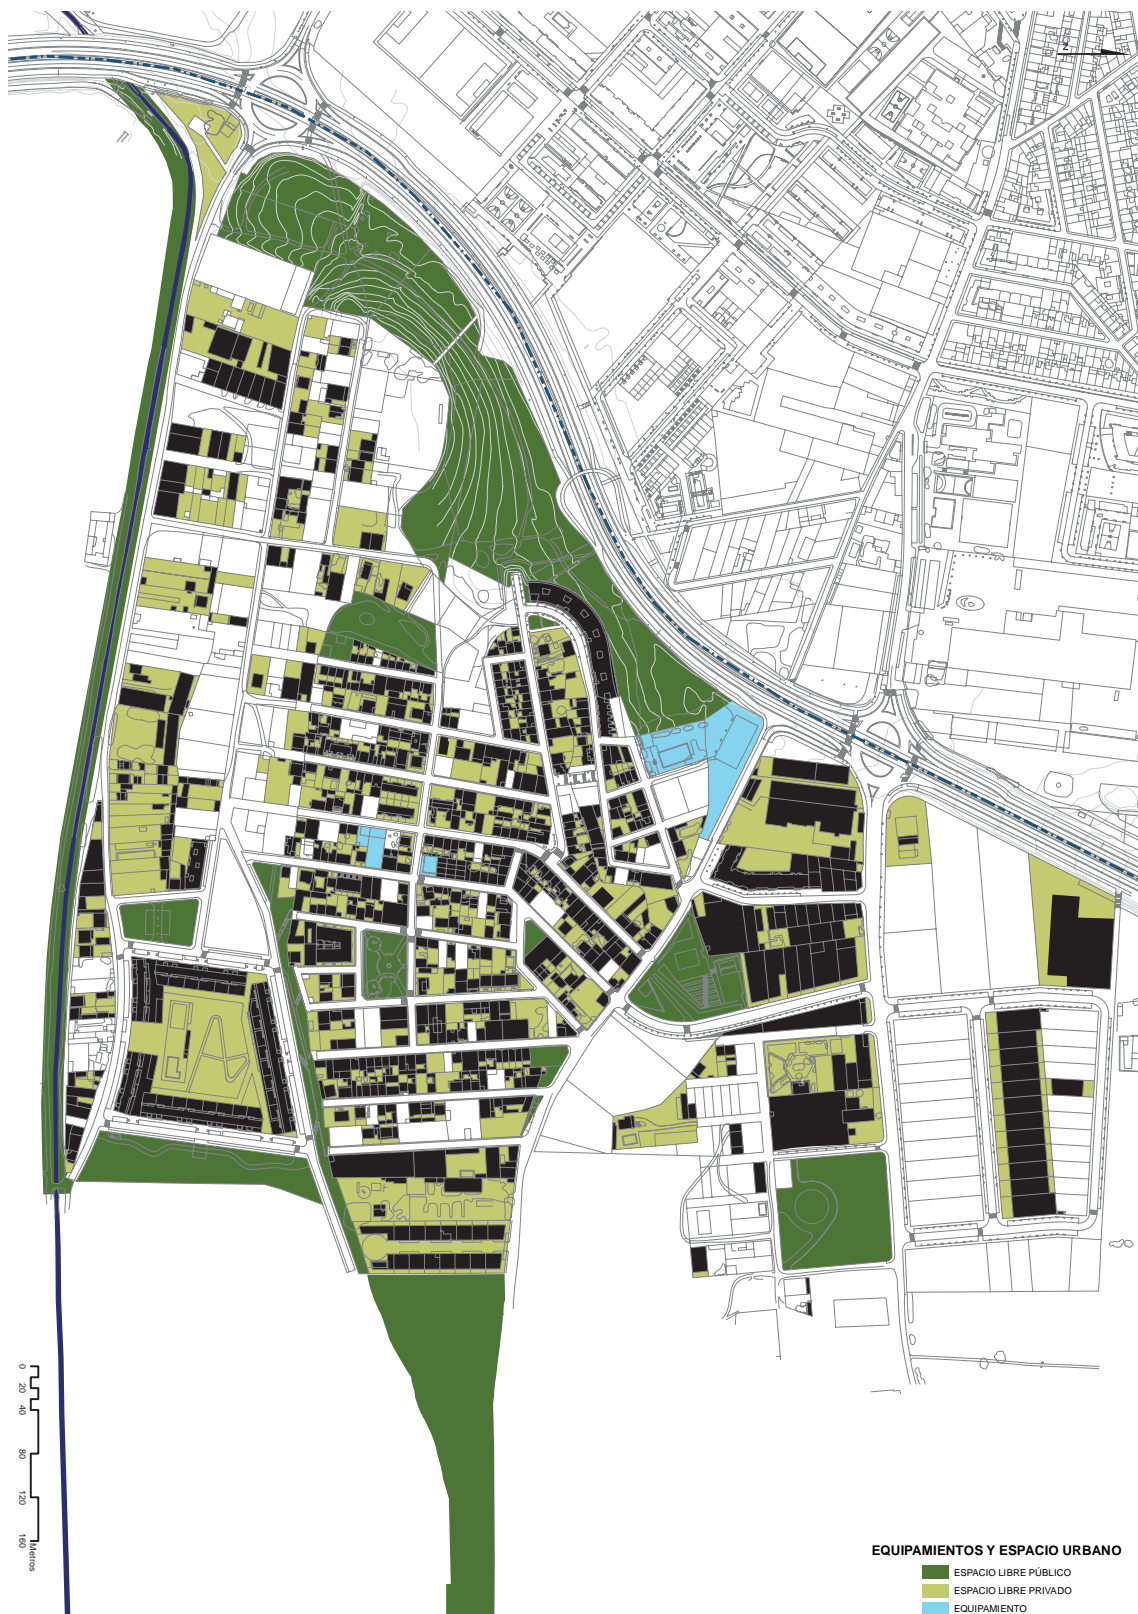 N
0
20
40
80
120
160
Metros
EQUIPAMIENTOS Y ESPACIO URBANO
ESPACIO LIBRE PÚBLICO
ESPACIO LIBRE PRIVADO
EQUIPAMIENTO